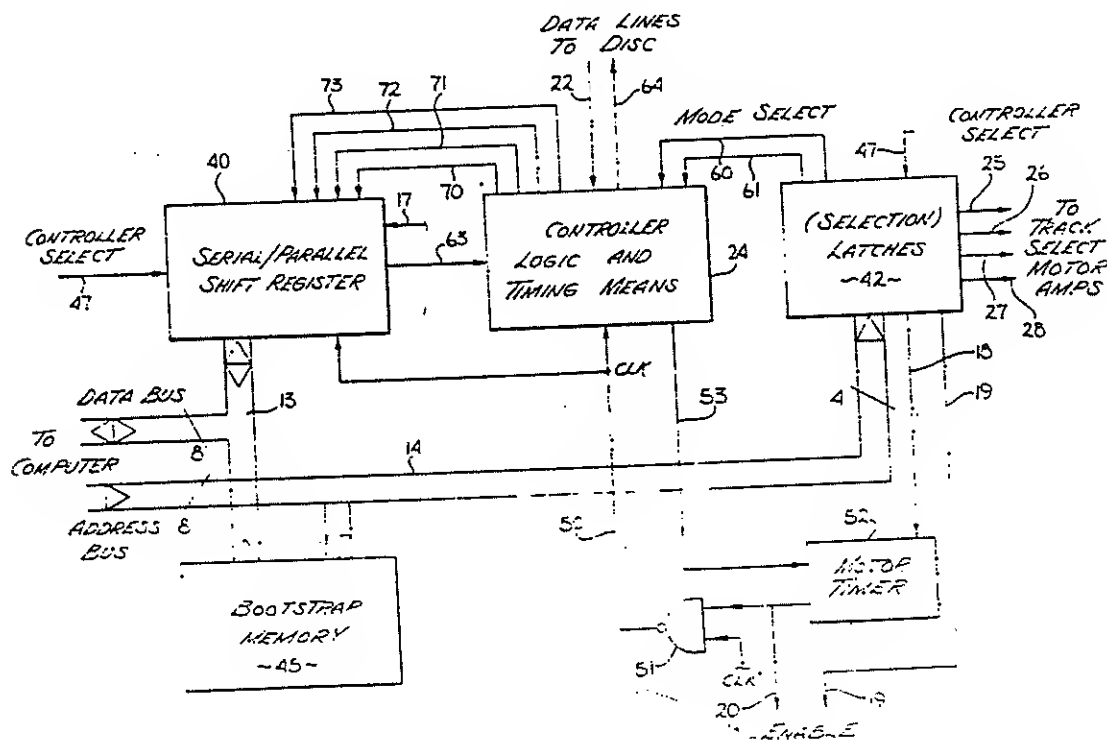 DATA LINES
TO DISC
73
72
71
22
64
MODE SELECT
CONTROLLER
SELECT
40
70
60
61
47
25
26
17
CONTROLLER
SELECT
47
SERIAL/PARALLEL
SHIFT REGISTER
63
CONTROLLER
LOGIC AND
TIMING MEANS
24
(SELECTION)
LATCHES
~42~
TO
TRACK
SELECT
MOTOR
AMPS
27
28
CLK
18
19
DATA BUS
13
53
4
TO
COMPUTER
8
14
8
ADDRESS
BUS
52
MOTOR
TIMER
BOOTSTRAP
MEMORY
~45~
51
CLK
20
19
ENABLE